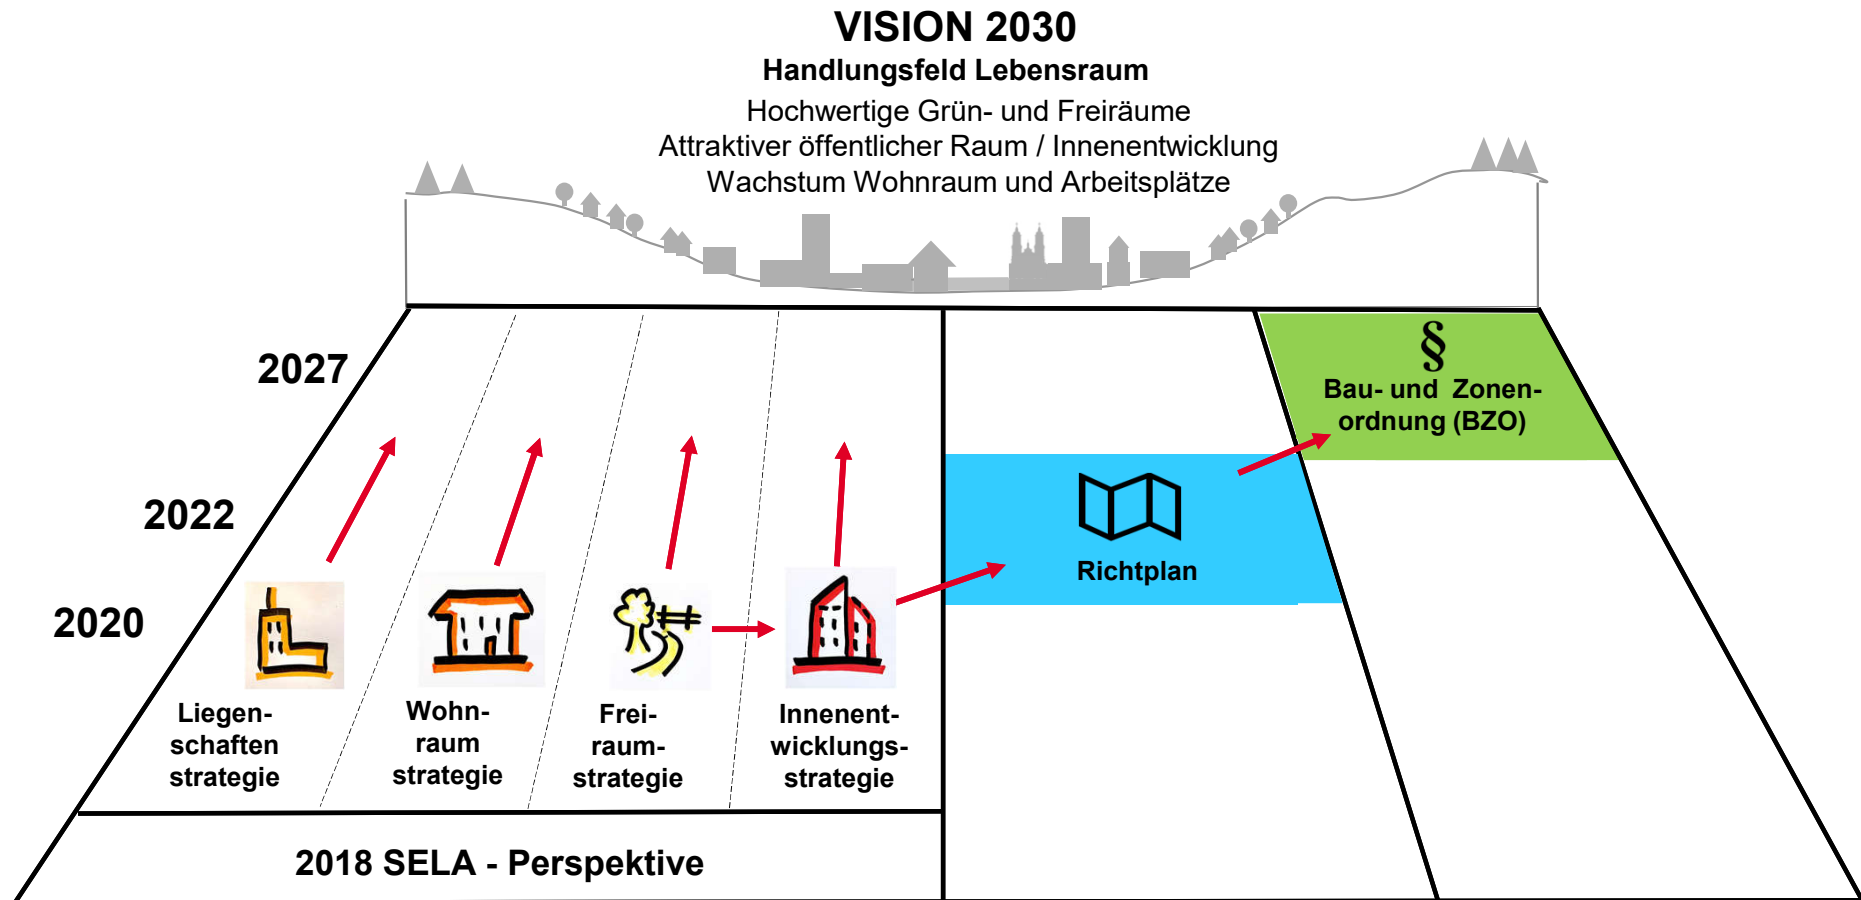 VISION 2030
Handlungsfeld Lebensraum
Hochwertige Grün- und Freiräume
Attraktiver öffentlicher Raum / Innenentwicklung
Wachstum Wohnraum und Arbeitsplätze
2027
2022
2020
§
Bau- und Zonen-
ordnung (BZO)
Richtplan
Liegen-
schaften
strategie
Wohn-
raum
strategie
Frei-
raum-
strategie
Innenent-
wicklungs-
strategie
2018 SELA - Perspektive